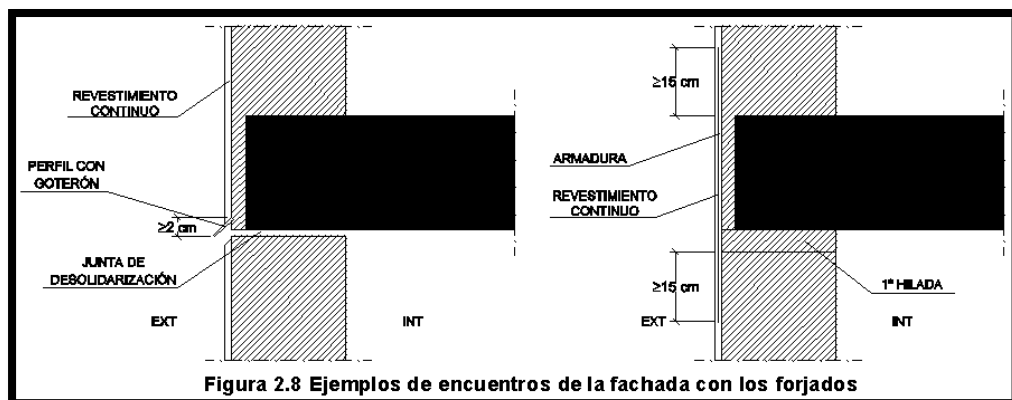 REVESTIMIENTO
CONTINUO
PERFIL CON
GOTERÓN
≥2 cm
JUNTA DE
DESOLIDARIZACIÓN
EXT
INT
≥15 cm
ARMADURA
REVESTIMIENTO
CONTINUO
≥15 cm
1ª HILADA
EXT
INT
Figura 2.8 Ejemplos de encuentros de la fachada con los forjados